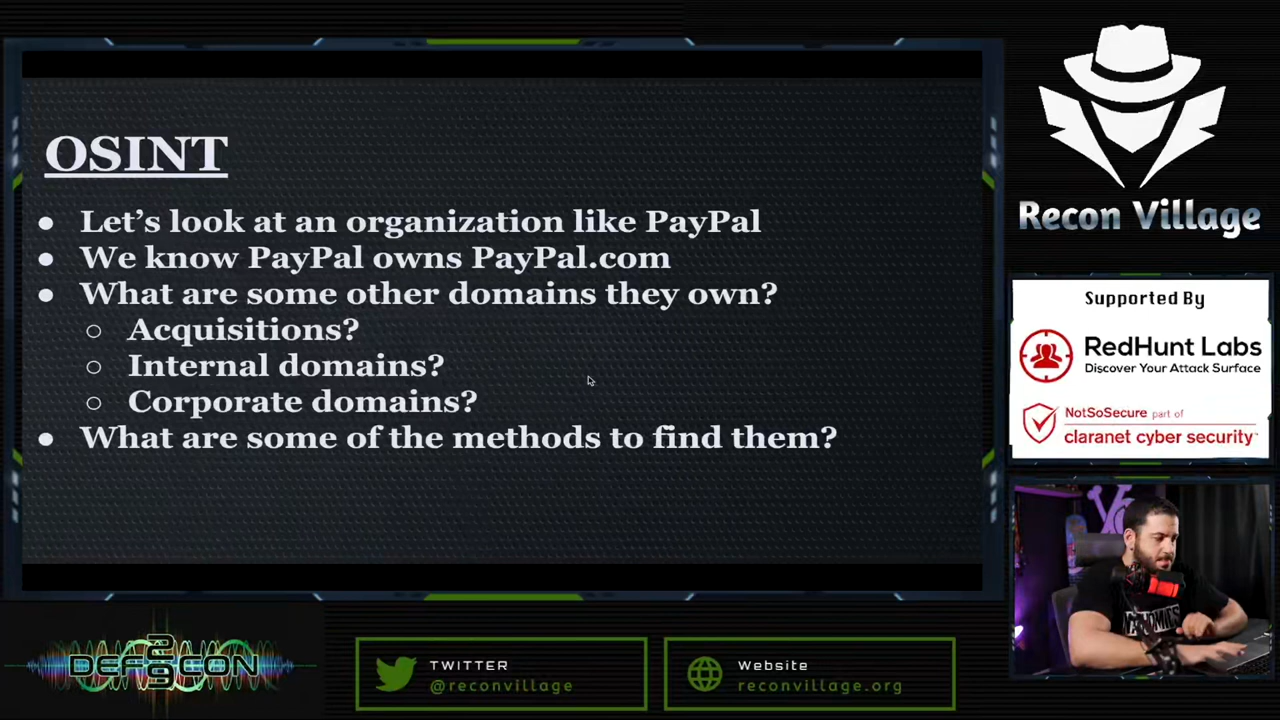 OSINT
● Let's look at an organization like PayPal
● We know PayPal owns PayPal.com
● What are some other domains they own?
○ Acquisitions?
○ Internal domains?
○ Corporate domains?
● What are some of the methods to find them?
Recon Village
Supported By
RedHunt Labs
Discover Your Attack Surface
NotSoSecure part of
claranet cyber security™
DEF CON
29
TWITTER
@reconvillage
Website
reconvillage.org